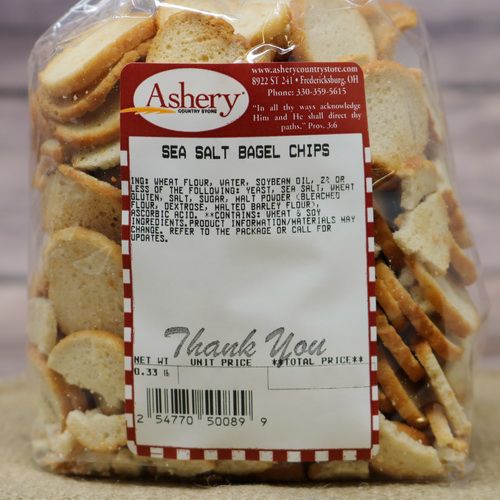 Ashery
COUNTRY STORE
www.asherycountrystore.com
8922 ST 241 • Fredericksburg, OH
Phone: 330-359-5615
"In all thy ways acknowledge
Him and He shall direct thy
paths." Prov. 3:6
SEA SALT BAGEL CHIPS
ING: WHEAT FLOUR, WATER, SOYBEAN OIL, 2% OR
LESS OF THE FOLLOWING: YEAST, SEA SALT, WHEAT
GLUTEN, SALT, SUGAR, MALT POWDER (BLEACHED
FLOUR, DEXTROSE, MALTED BARLEY FLOUR),
ASCORBIC ACID. **CONTAINS: WHEAT & SOY
INGREDIENTS.PRODUCT INFORMATION/MATERIALS MAY
CHANGE. REFER TO THE PACKAGE OR CALL FOR
UPDATES.
Thank You
NET WT UNIT PRICE **TOTAL PRICE**
0.33 lb
2 54770 50089 9